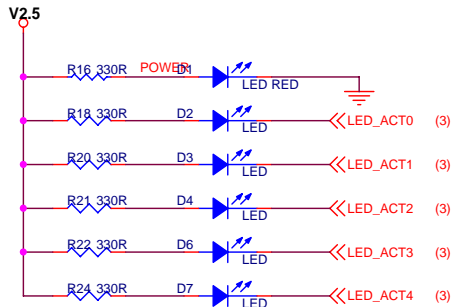 V2.5
R16 330R POWER D1
LED RED
R18 330R D2 LED LED_ACT0 (3)
R20 330R D3 LED LED_ACT1 (3)
R21 330R D4 LED LED_ACT2 (3)
R22 330R D6 LED LED_ACT3 (3)
R24 330R D7 LED LED_ACT4 (3)